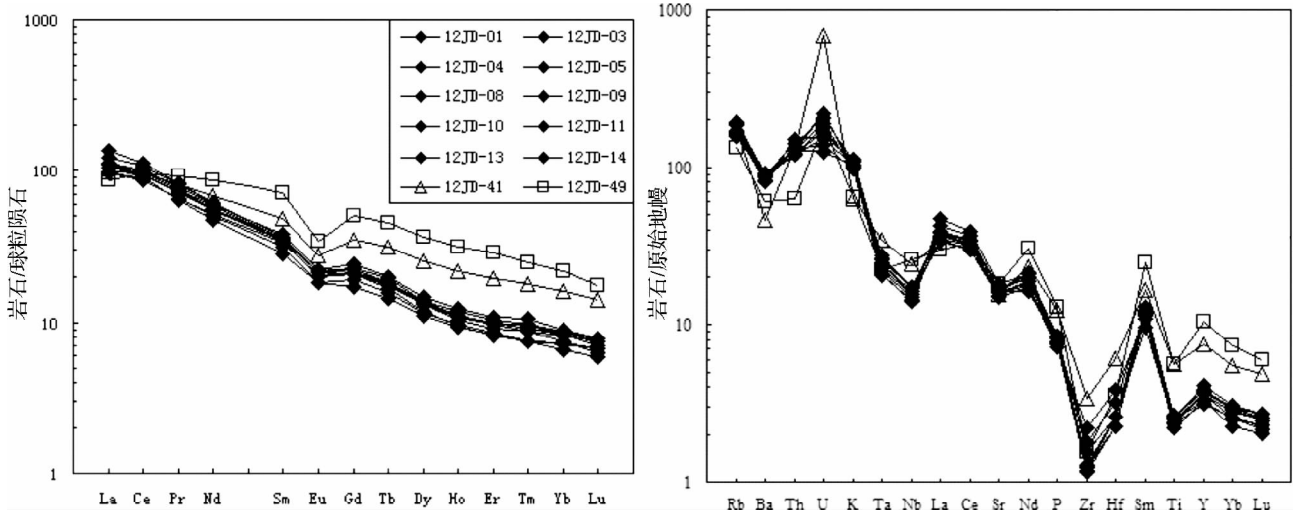 1000
100
10
1
岩石/球粒陨石
12JD-01 12JD-03
12JD-04 12JD-05
12JD-08 12JD-09
12JD-10 12JD-11
12JD-13 12JD-14
12JD-41 12JD-49
La Ce Pr Nd Sm Eu Gd Tb Dy Ho Er Tm Yb Lu
1000
100
10
1
岩石/原始地幔
Rb Ba Th U K Ta Nb La Ce Sr Nd P Zr Hf Sm Ti Y Yb Lu